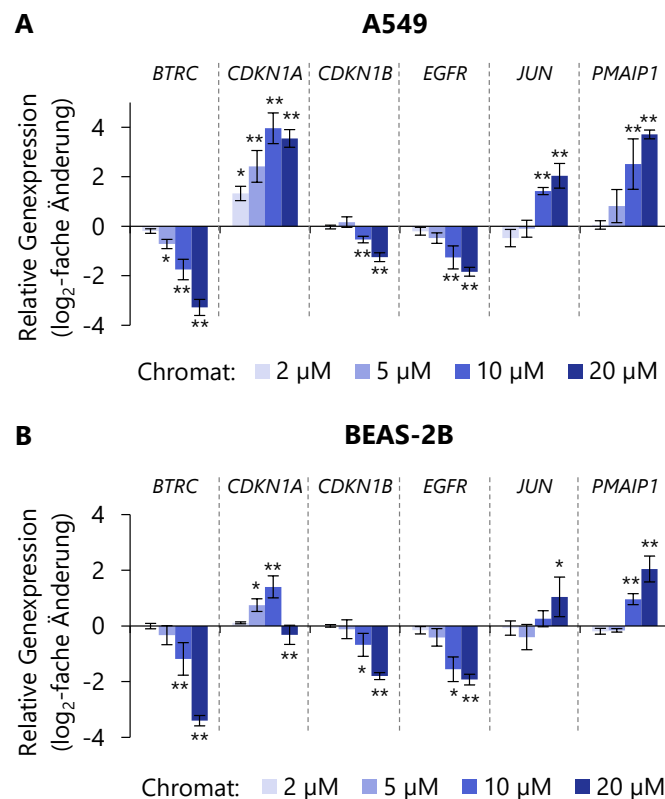 A
A549
BTRC CDKN1A CDKN1B EGFR JUN PMAIP1
Relative Genexpression
(log₂-fache Änderung)
4
2
0
-2
-4
* ** ** * ** ** ** ** ** ** ** ** ** ** ** **
Chromat: 2 µM 5 µM 10 µM 20 µM
B
BEAS-2B
BTRC CDKN1A CDKN1B EGFR JUN PMAIP1
Relative Genexpression
(log₂-fache Änderung)
4
2
0
-2
-4
** ** * ** ** * ** * ** * ** **
Chromat: 2 µM 5 µM 10 µM 20 µM